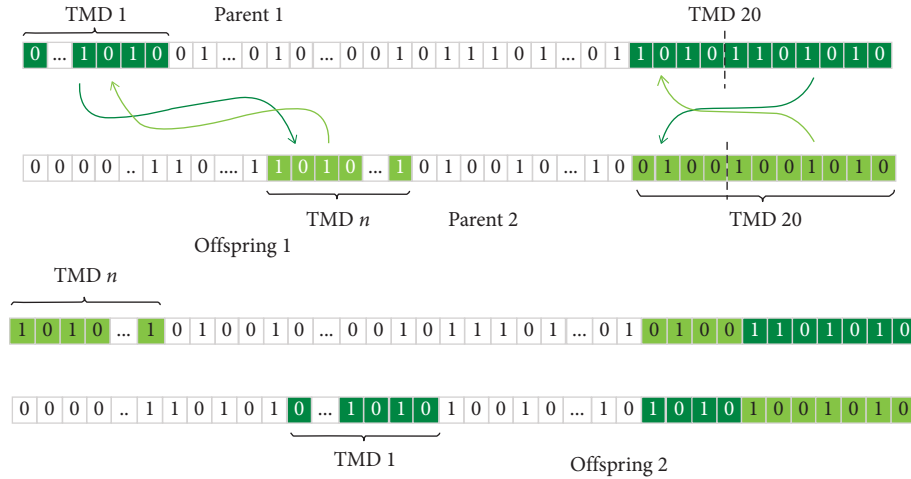 TMD 1 Parent 1 TMD 20
0 ... 1 0 1 0 0 1 ... 0 1 0 ... 0 0 1 0 1 1 1 0 1 ... 0 1 1 0 1 0 1 1 0 1 0 1 0
0 0 0 0 .. 1 1 0 .... 1 1 0 1 0 ... 1 0 1 0 0 1 0 ... 1 0 0 1 0 0 1 0 0 1 0 1 0
TMD n Parent 2 TMD 20
Offspring 1
TMD n
1 0 1 0 ... 1 0 1 0 0 1 0 ... 0 0 1 0 1 1 1 0 1 ... 0 1 0 1 0 0 1 1 0 1 0 1 0
0 0 0 0 .. 1 1 0 1 0 1 0 ... 1 0 1 0 1 0 0 1 0 ... 1 0 1 0 1 0 1 0 0 1 0 1 0
TMD 1 Offspring 2